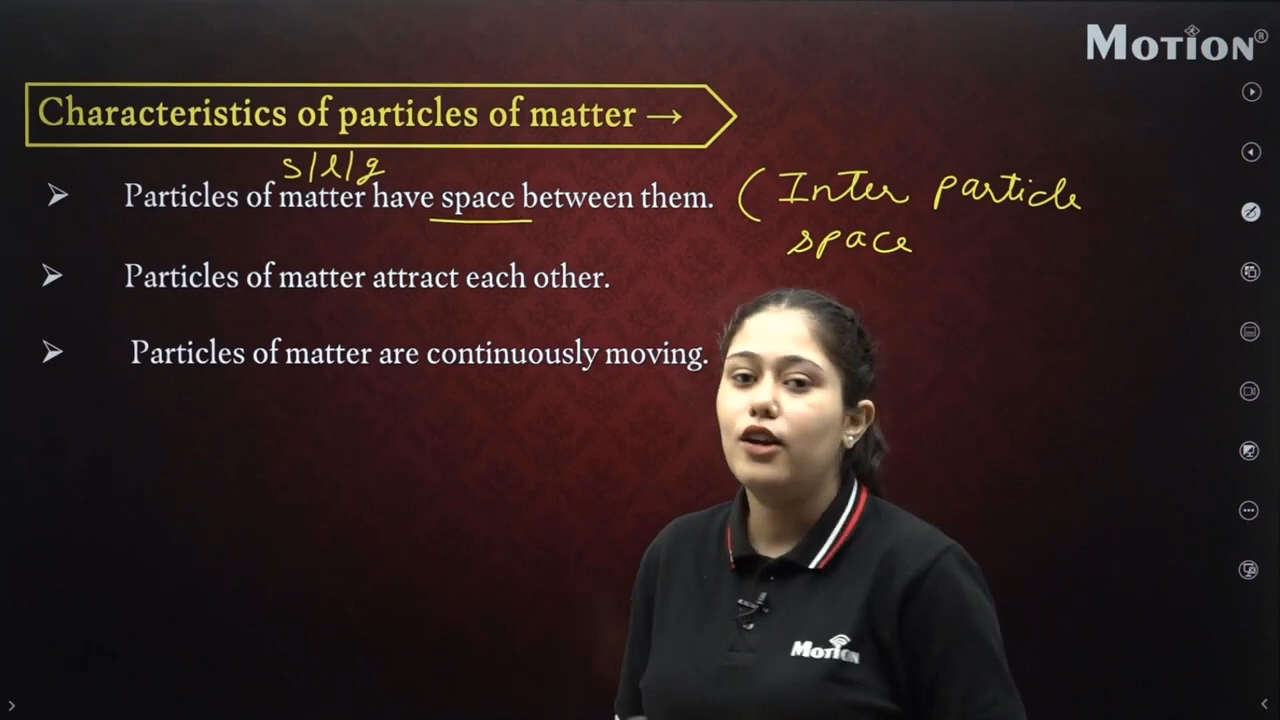 MOTION®
Characteristics of particles of matter →
s/l/g
Particles of matter have space between them. (Inter particle
space
Particles of matter attract each other.
Particles of matter are continuously moving.
MOTION